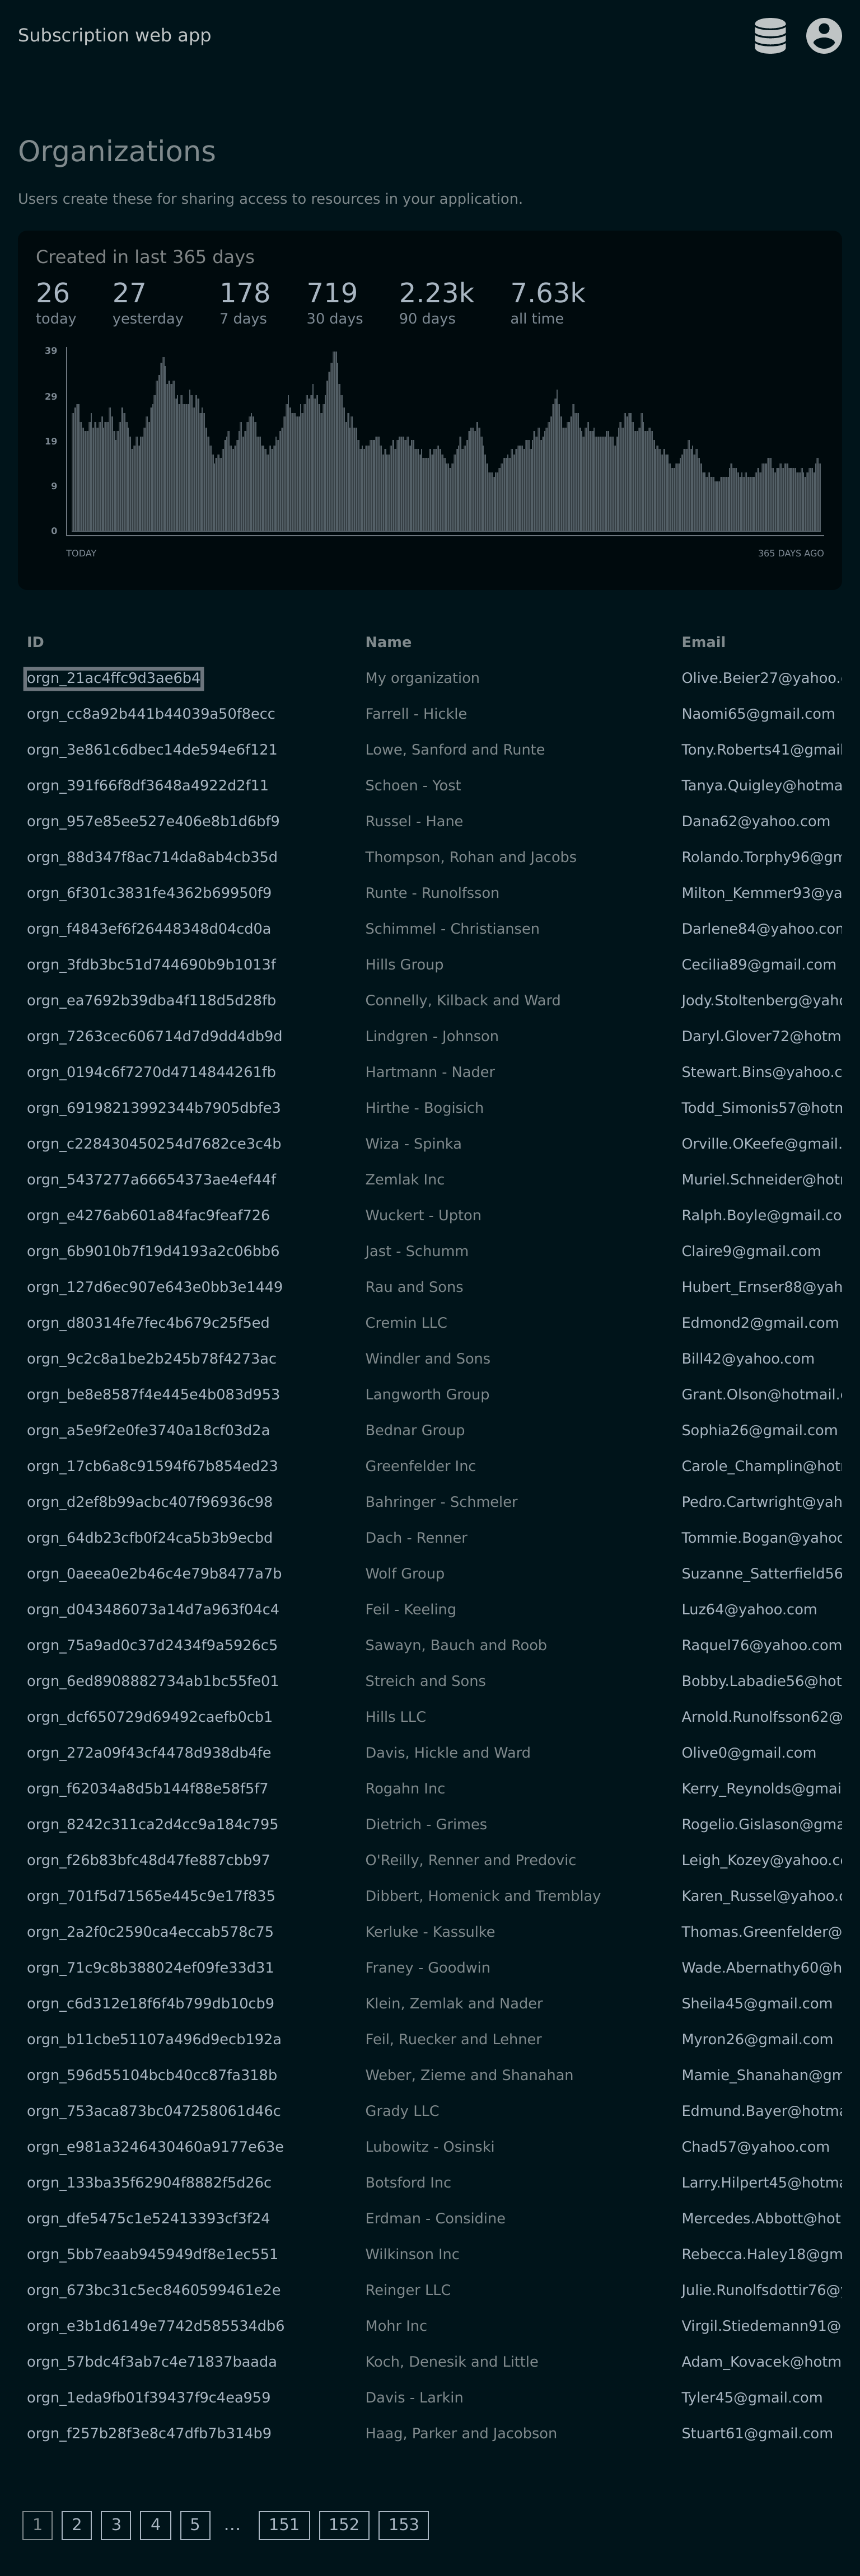 Subscription web app
Organizations
Users create these for sharing access to resources in your application.
Created in last 365 days
26 27 178 719 2.23k 7.63k
today yesterday 7 days 30 days 90 days all time
39
29
19
9
0
TODAY 365 DAYS AGO
ID Name Email
orgn_21ac4ffc9d3ae6b4 My organization Olive.Beier27@yahoo.
orgn_cc8a92b441b44039a50f8ecc Farrell - Hickle Naomi65@gmail.com
orgn_3e861c6dbec14de594e6f121 Lowe, Sanford and Runte Tony.Roberts41@gmail
orgn_391f66f8df3648a4922d2f11 Schoen - Yost Tanya.Quigley@hotma
orgn_957e85ee527e406e8b1d6bf9 Russel - Hane Dana62@yahoo.com
orgn_88d347f8ac714da8ab4cb35d Thompson, Rohan and Jacobs Rolando.Torphy96@gm
orgn_6f301c3831fe4362b69950f9 Runte - Runolfsson Milton_Kemmer93@ya
orgn_f4843ef6f26448348d04cd0a Schimmel - Christiansen Darlene84@yahoo.com
orgn_3fdb3bc51d744690b9b1013f Hills Group Cecilia89@gmail.com
orgn_ea7692b39dba4f118d5d28fb Connelly, Kilback and Ward Jody.Stoltenberg@yaho
orgn_7263cec606714d7d9dd4db9d Lindgren - Johnson Daryl.Glover72@hotm
orgn_0194c6f7270d4714844261fb Hartmann - Nader Stewart.Bins@yahoo.c
orgn_69198213992344b7905dbfe3 Hirthe - Bogisich Todd_Simonis57@hotm
orgn_c228430450254d7682ce3c4b Wiza - Spinka Orville.OKeefe@gmail.
orgn_5437277a66654373ae4ef44f Zemlak Inc Muriel.Schneider@hot
orgn_e4276ab601a84fac9feaf726 Wuckert - Upton Ralph.Boyle@gmail.co
orgn_6b9010b7f19d4193a2c06bb6 Jast - Schumm Claire9@gmail.com
orgn_127d6ec907e643e0bb3e1449 Rau and Sons Hubert_Ernser88@yah
orgn_d80314fe7fec4b679c25f5ed Cremin LLC Edmond2@gmail.com
orgn_9c2c8a1be2b245b78f4273ac Windler and Sons Bill42@yahoo.com
orgn_be8e8587f4e445e4b083d953 Langworth Group Grant.Olson@hotmail.
orgn_a5e9f2e0fe3740a18cf03d2a Bednar Group Sophia26@gmail.com
orgn_17cb6a8c91594f67b854ed23 Greenfelder Inc Carole_Champlin@hot
orgn_d2ef8b99acbc407f96936c98 Bahringer - Schmeler Pedro.Cartwright@yah
orgn_64db23cfb0f24ca5b3b9ecbd Dach - Renner Tommie.Bogan@yahoo
orgn_0aeea0e2b46c4e79b8477a7b Wolf Group Suzanne_Satterfield56
orgn_d043486073a14d7a963f04c4 Feil - Keeling Luz64@yahoo.com
orgn_75a9ad0c37d2434f9a5926c5 Sawayn, Bauch and Roob Raquel76@yahoo.com
orgn_6ed8908882734ab1bc55fe01 Streich and Sons Bobby.Labadie56@hot
orgn_dcf650729d69492caefb0cb1 Hills LLC Arnold.Runolfsson62@
orgn_272a09f43cf4478d938db4fe Davis, Hickle and Ward Olive0@gmail.com
orgn_f62034a8d5b144f88e58f5f7 Rogahn Inc Kerry_Reynolds@gmai
orgn_8242c311ca2d4cc9a184c795 Dietrich - Grimes Rogelio.Gislason@gma
orgn_f26b83bfc48d47fe887cbb97 O'Reilly, Renner and Predovic Leigh_Kozey@yahoo.c
orgn_701f5d71565e445c9e17f835 Dibbert, Homenick and Tremblay Karen_Russel@yahoo.c
orgn_2a2f0c2590ca4eccab578c75 Kerluke - Kassulke Thomas.Greenfelder@
orgn_71c9c8b388024ef09fe33d31 Franey - Goodwin Wade.Abernathy60@h
orgn_c6d312e18f6f4b799db10cb9 Klein, Zemlak and Nader Sheila45@gmail.com
orgn_b11cbe51107a496d9ecb192a Feil, Ruecker and Lehner Myron26@gmail.com
orgn_596d55104bcb40cc87fa318b Weber, Zieme and Shanahan Mamie_Shanahan@gm
orgn_753aca873bc047258061d46c Grady LLC Edmund.Bayer@hotma
orgn_e981a3246430460a9177e63e Lubowitz - Osinski Chad57@yahoo.com
orgn_133ba35f62904f8882f5d26c Botsford Inc Larry.Hilpert45@hotma
orgn_dfe5475c1e52413393cf3f24 Erdman - Considine Mercedes.Abbott@hot
orgn_5bb7eaab945949df8e1ec551 Wilkinson Inc Rebecca.Haley18@gm
orgn_673bc31c5ec8460599461e2e Reinger LLC Julie.Runolfsdottir76@
orgn_e3b1d6149e7742d585534db6 Mohr Inc Virgil.Stiedemann91@
orgn_57bdc4f3ab7c4e71837baada Koch, Denesik and Little Adam_Kovacek@hotm
orgn_1eda9fb01f39437f9c4ea959 Davis - Larkin Tyler45@gmail.com
orgn_f257b28f3e8c47dfb7b314b9 Haag, Parker and Jacobson Stuart61@gmail.com
1 2 3 4 5 … 151 152 153